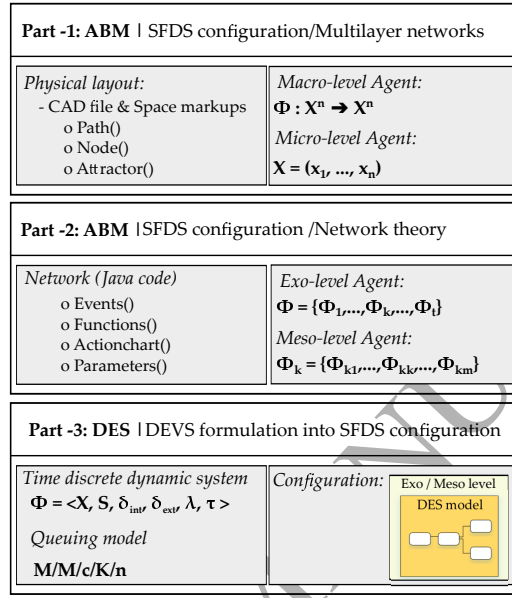 Part -1: ABM | SFDS configuration/Multilayer networks
Physical layout:
- CAD file & Space markups
o Path()
o Node()
o Attractor()
Macro-level Agent:
Φ : Xⁿ ➔ Xⁿ
Micro-level Agent:
X = (x₁, ..., xₙ)
Part -2: ABM |SFDS configuration /Network theory
Network (Java code)
o Events()
o Functions()
o Actionchart()
o Parameters()
Exo-level Agent:
Φ = {Φ₁,...,Φₖ,...,Φₜ}
Meso-level Agent:
Φₖ = {Φₖ₁,...,Φₖₖ,...,Φₖₘ}
Part -3: DES |DEVS formulation into SFDS configuration
Time discrete dynamic system
Φ = <X, S, δᵢₙₜ, δₑₓₜ, λ, τ >
Queuing model
M/M/c/K/n
Configuration:
Exo / Meso level
DES model